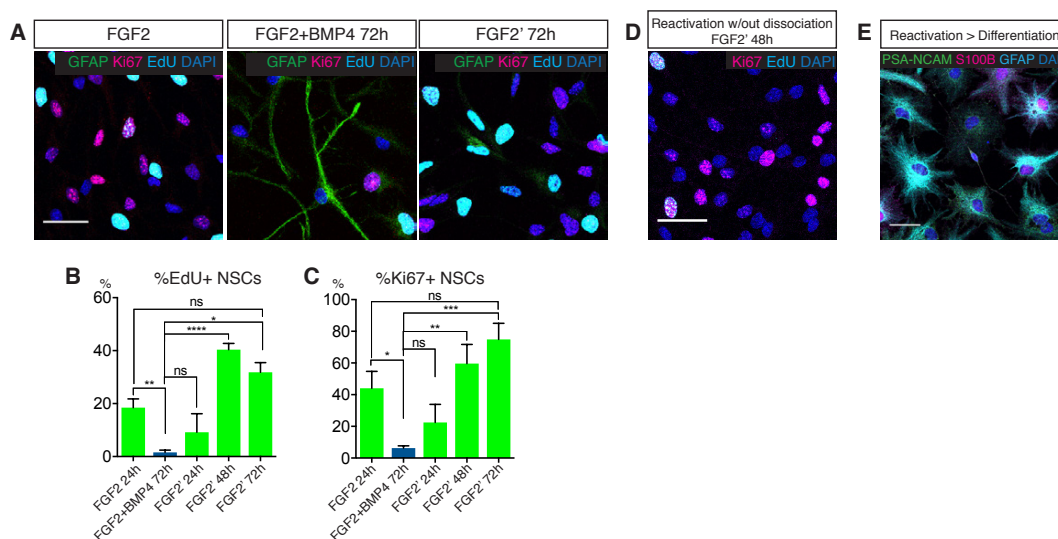 A
FGF2
FGF2+BMP4 72h
FGF2' 72h
GFAP Ki67 EdU DAPI
GFAP Ki67 EdU DAPI
GFAP Ki67 EdU DAPI
D
Reactivation w/out dissociation
FGF2' 48h
Ki67 EdU DAPI
E
Reactivation > Differentiation
PSA-NCAM S100B GFAP DA
B
%EdU+ NSCs
%
60
40
20
0
ns
*
****
ns
**
FGF2 24h
FGF2+BMP4 72h
FGF2' 24h
FGF2' 48h
FGF2' 72h
C
%Ki67+ NSCs
%
100
80
60
40
20
0
ns
***
**
ns
*
FGF2 24h
FGF2+BMP4 72h
FGF2' 24h
FGF2' 48h
FGF2' 72h